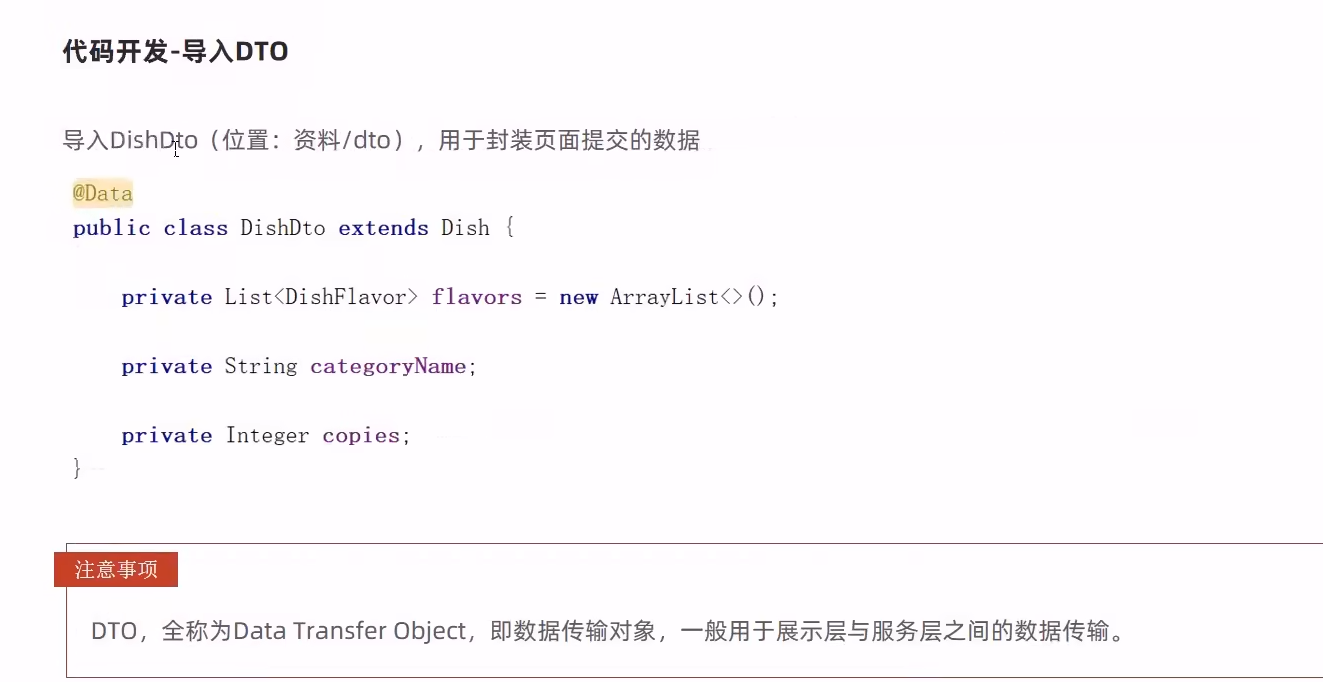 代码开发-导入DTO
导入DishDto（位置：资料/dto），用于封装页面提交的数据
@Data
public class DishDto extends Dish {
private List<DishFlavor> flavors = new ArrayList<>();
private String categoryName;
private Integer copies;
}
注意事项
DTO，全称为Data Transfer Object，即数据传输对象，一般用于展示层与服务层之间的数据传输。